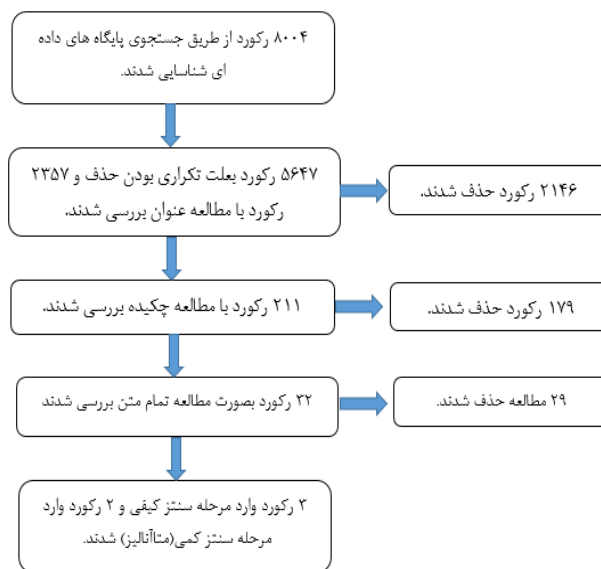 ۸۰۰۴ رکورد از طریق جستجوی پایگاه های داده
ای شناسایی شدند.
۵۶۴۷ رکورد بعلت تکراری بودن حذف و ۲۳۵۷
رکورد با مطالعه عنوان بررسی شدند.
۲۱۴۶ رکورد حذف شدند.
۲۱۱ رکورد با مطالعه چکیده بررسی شدند.
۱۷۹ رکورد حذف شدند.
۳۲ رکورد بصورت مطالعه تمام متن بررسی شدند
۲۹ مطالعه حذف شدند.
۳ رکورد وارد مرحله سنتز کیفی و ۲ رکورد وارد
مرحله سنتز کمی(متاآنالیز) شدند.